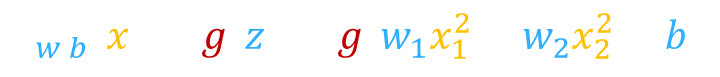 w b x g z g w₁x₁² w₂x₂² b